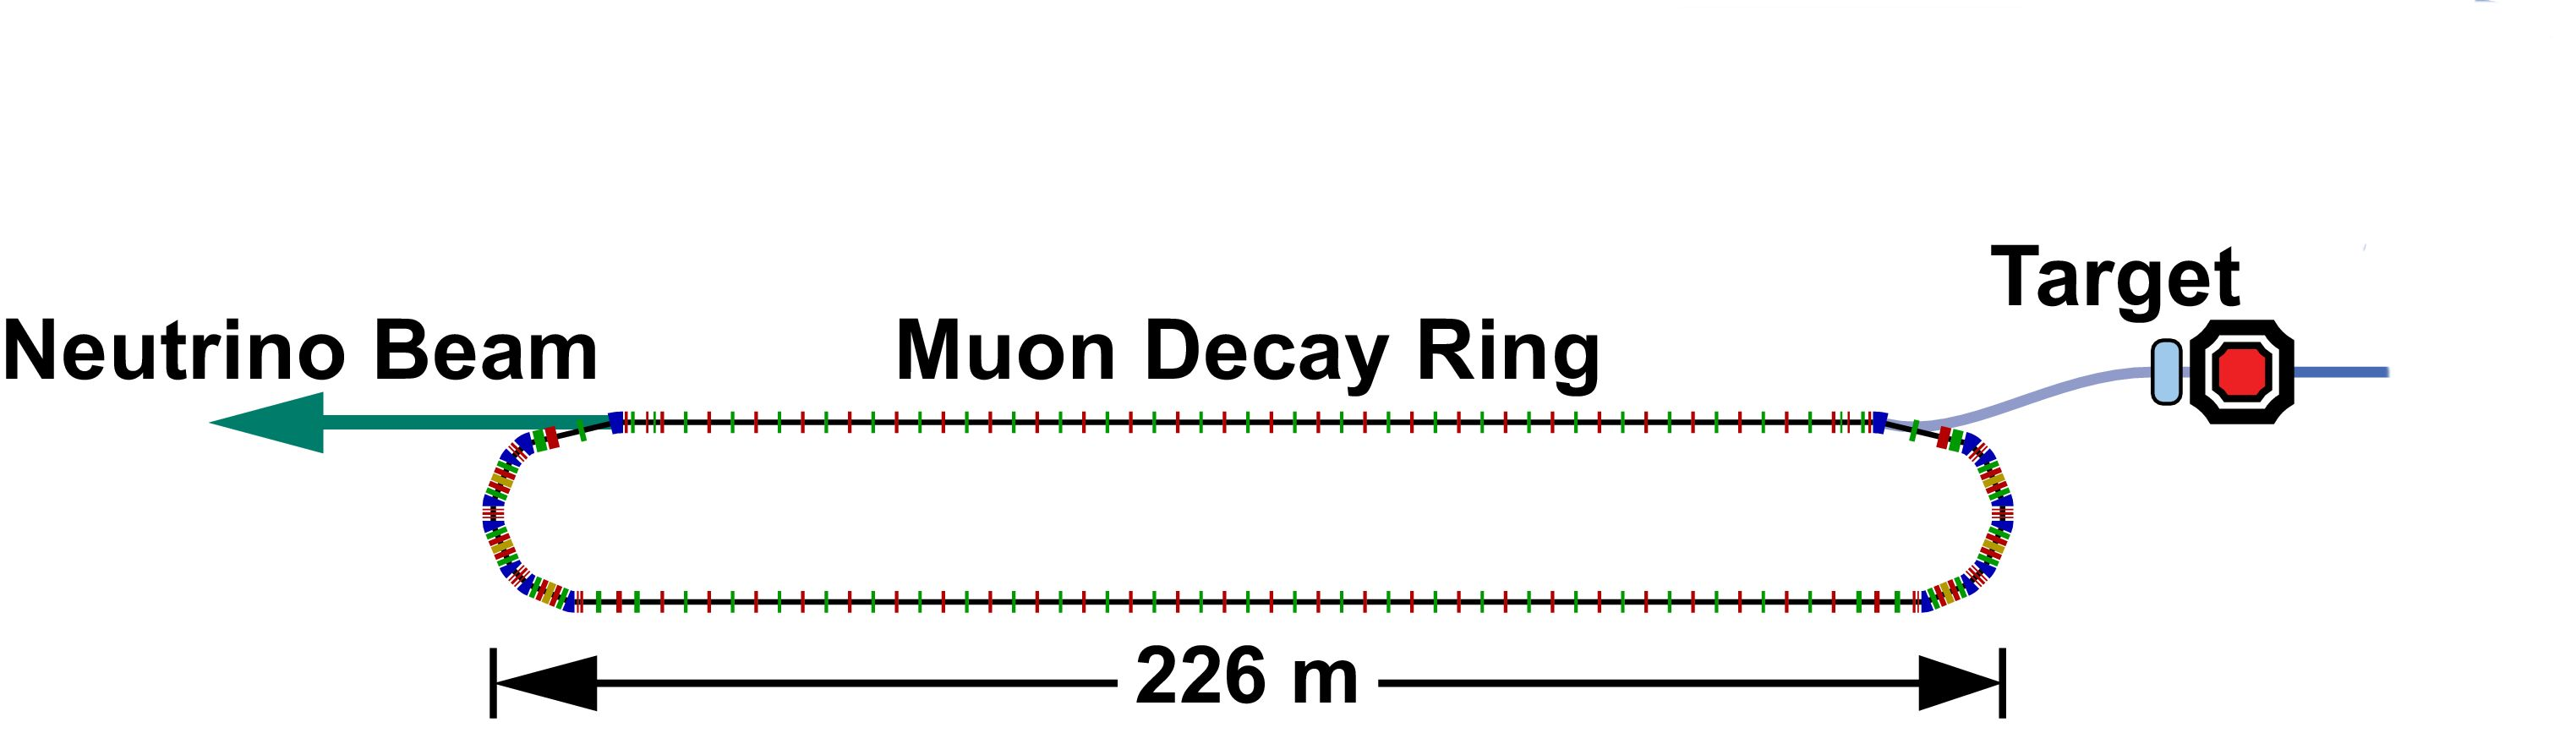 Target
Neutrino Beam
Muon Decay Ring
226 m